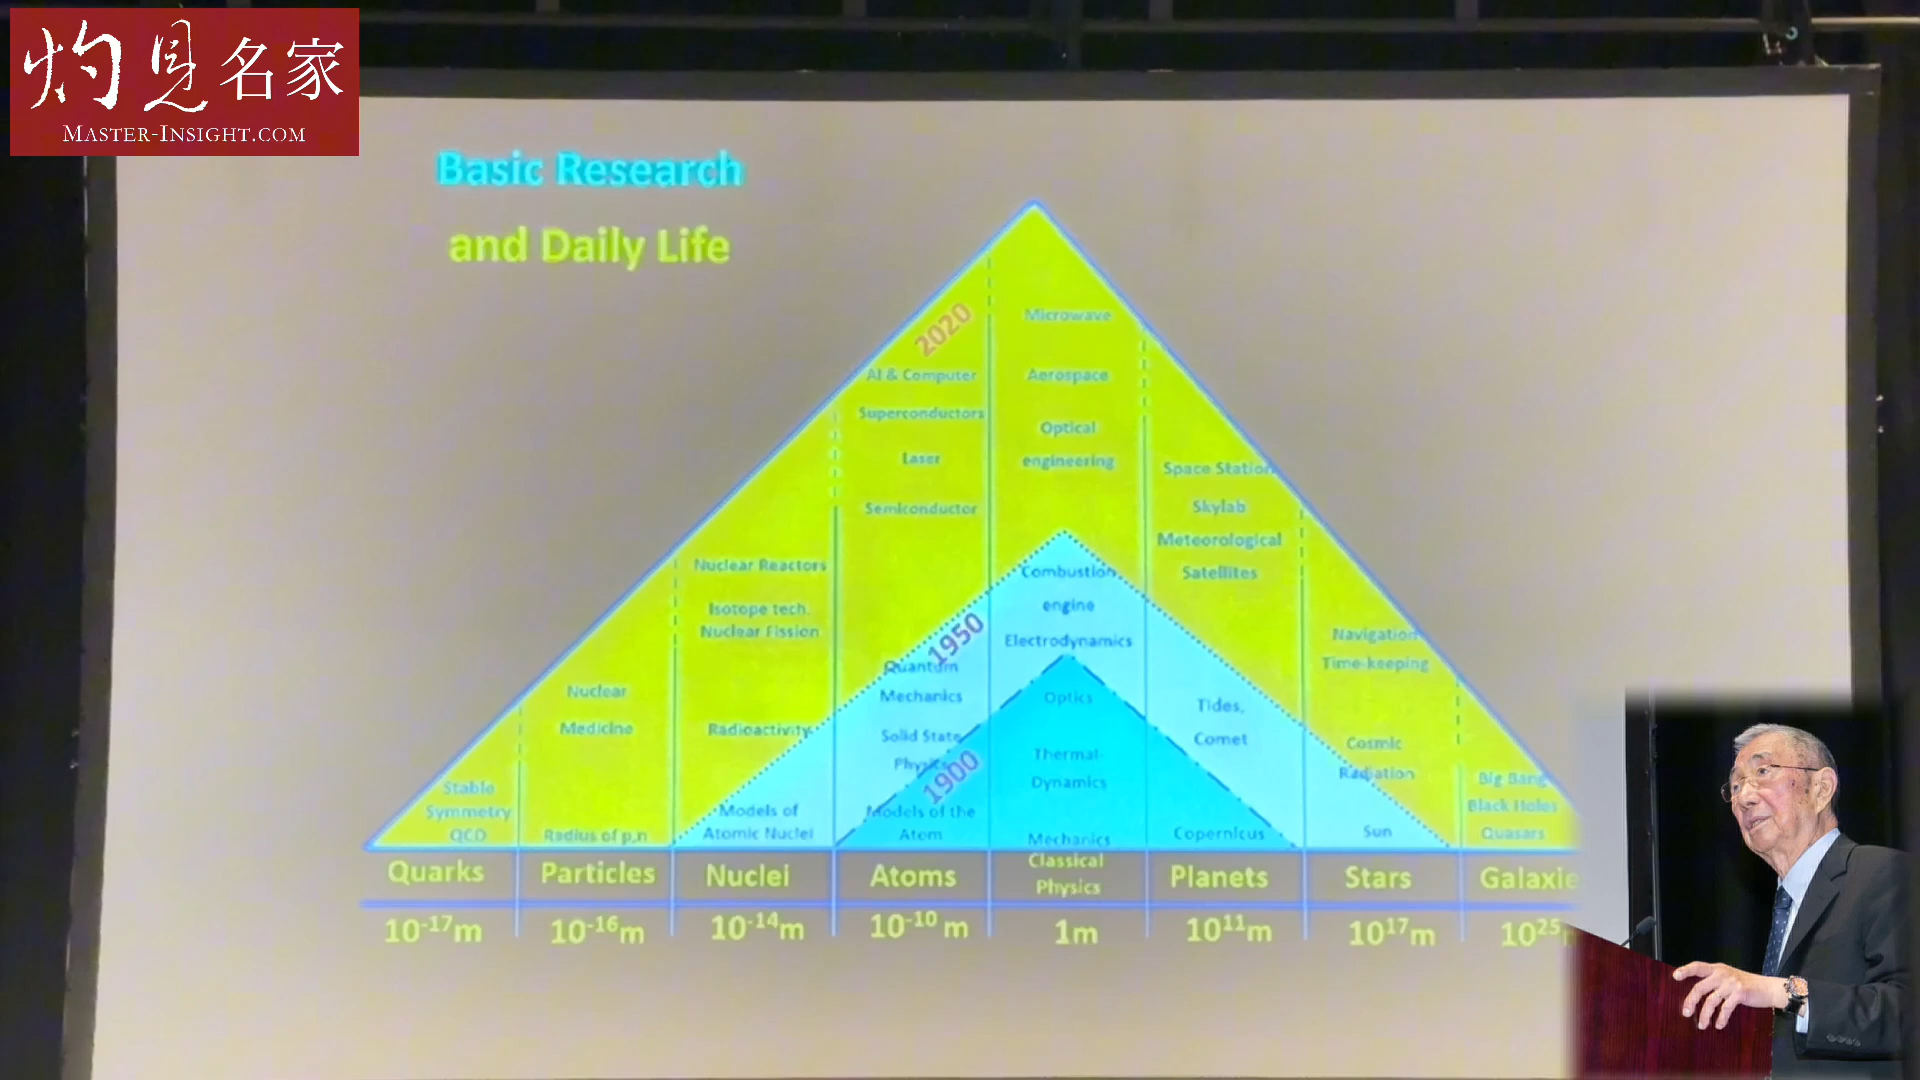 灼見名家
MASTER-INSIGHT.COM
Basic Research
and Daily Life
2020
Microwave
Aerospace
Optical
engineering
AI & Computer
Superconductors
Laser
Semiconductor
Space Station
Skylab
Meteorological
Satellites
Nuclear Reactors
Isotope tech.
Nuclear Fission
Radioactivity
Nuclear
Medicine
Radius of p,n
Stable
Symmetry
QCD
Navigation
Time-keeping
Cosmic
Radiation
Sun
Big Bang
Black Holes
Quasars
1950
Combustion
engine
Electrodynamics
Quantum
Mechanics
Solid State
Physics
Models of
Atomic Nuclei
Tides,
Comet
1900
Optics
Thermal-
Dynamics
Mechanics
Models of the
Atom
Copernicus
Quarks
Particles
Nuclei
Atoms
Classical
Physics
Planets
Stars
Galaxie
10⁻¹⁷m
10⁻¹⁶m
10⁻¹⁴m
10⁻¹⁰ m
1m
10¹¹m
10¹⁷m
10²⁵